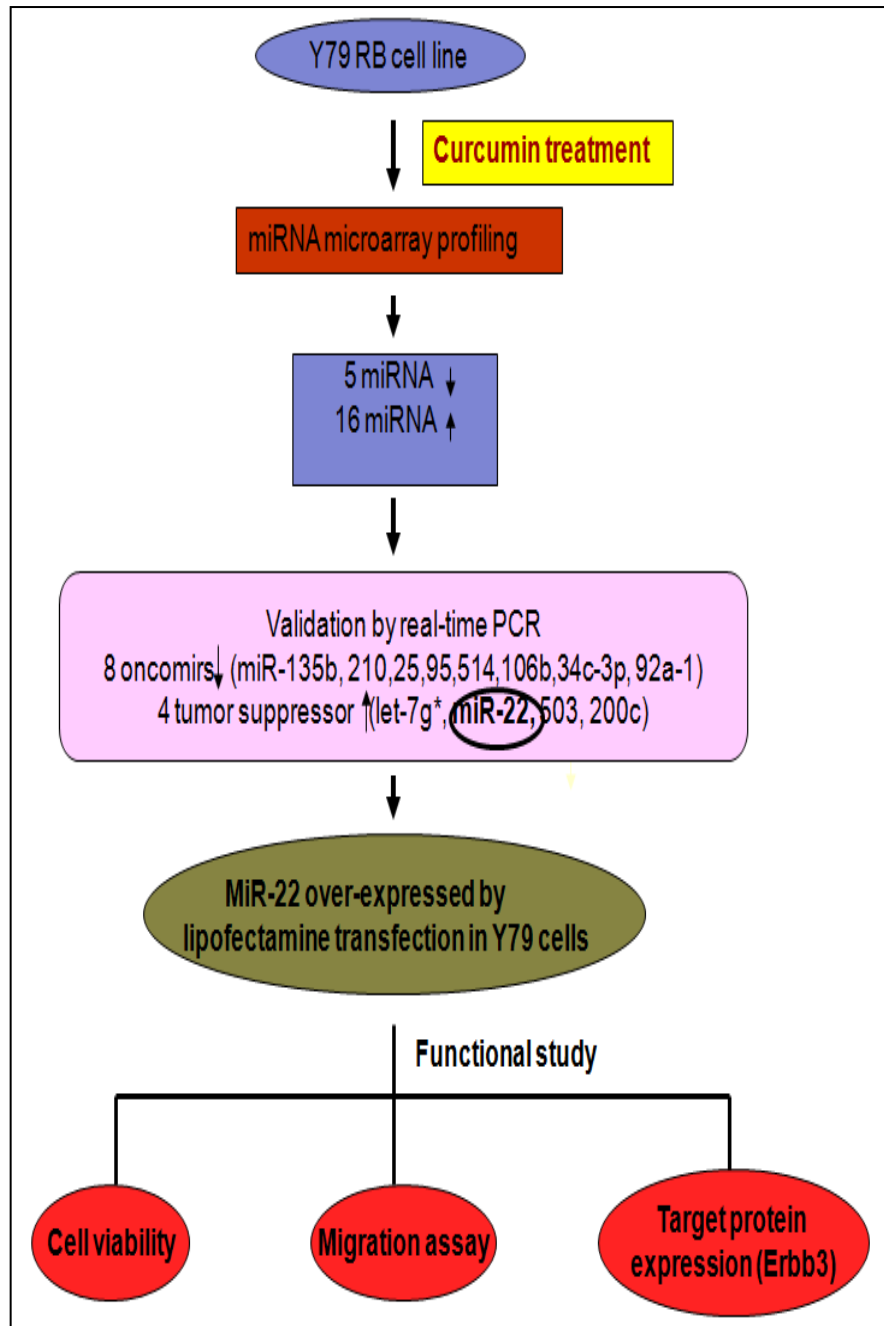 Y79 RB cell line
Curcumin treatment
miRNA microarray profiling
5 miRNA ↓
16 miRNA ↑
Validation by real-time PCR
8 oncomirs↓ (miR-135b, 210,25,95,514,106b,34c-3p, 92a-1)
4 tumor suppressor ↑(let-7g*, miR-22, 503, 200c)
MiR-22 over-expressed by
lipofectamine transfection in Y79 cells
Functional study
Cell viability
Migration assay
Target protein
expression (Erbb3)